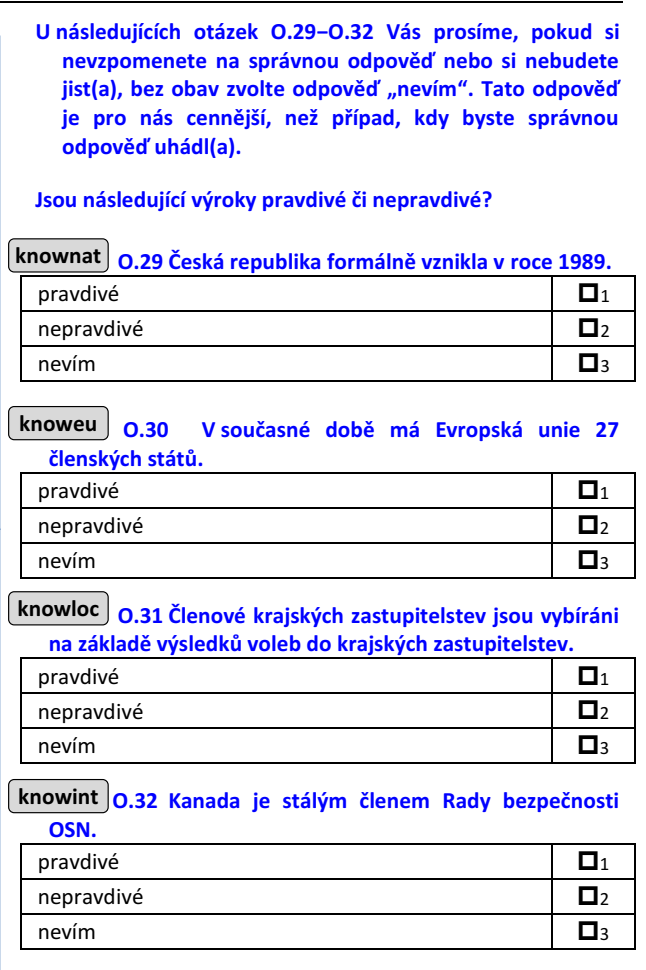 U následujících otázek O.29–O.32 Vás prosíme, pokud si
nevzpomenete na správnou odpověď nebo si nebudete
jist(a), bez obav zvolte odpověď „nevím“. Tato odpověď
je pro nás cennější, než případ, kdy byste správnou
odpověď uhádl(a).
Jsou následující výroky pravdivé či nepravdivé?
knownat O.29 Česká republika formálně vznikla v roce 1989.
pravdivé 1
nepravdivé 2
nevím 3
knoweu O.30 V současné době má Evropská unie 27
členských států.
pravdivé 1
nepravdivé 2
nevím 3
knowloc O.31 Členové krajských zastupitelstev jsou vybíráni
na základě výsledků voleb do krajských zastupitelstev.
pravdivé 1
nepravdivé 2
nevím 3
knowint O.32 Kanada je stálým členem Rady bezpečnosti
OSN.
pravdivé 1
nepravdivé 2
nevím 3